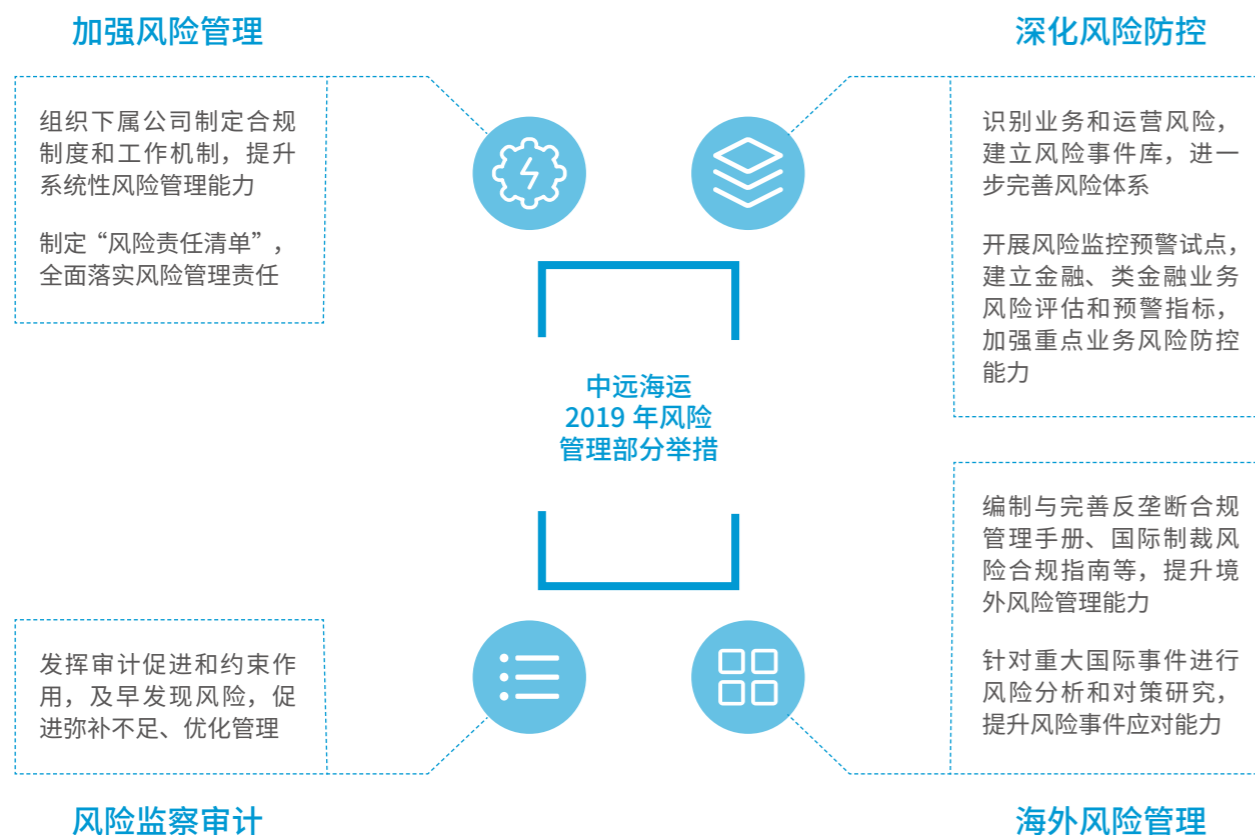 加强风险管理
组织下属公司制定合规
制度和工作机制，提升
系统性风险管理能力
制定“风险责任清单”，
全面落实风险管理责任
深化风险防控
识别业务和运营风险，
建立风险事件库，进一
步完善风险体系
开展风险监控预警试点，
建立金融、类金融业务
风险评估和预警指标，
加强重点业务风险防控
能力
中远海运
2019 年风险
管理部分举措
发挥审计促进和约束作
用，及早发现风险，促
进弥补不足、优化管理
风险监察审计
编制与完善反垄断合规
管理手册、国际制裁风
险合规指南等，提升境
外风险管理能力
针对重大国际事件进行
风险分析和对策研究，
提升风险事件应对能力
海外风险管理